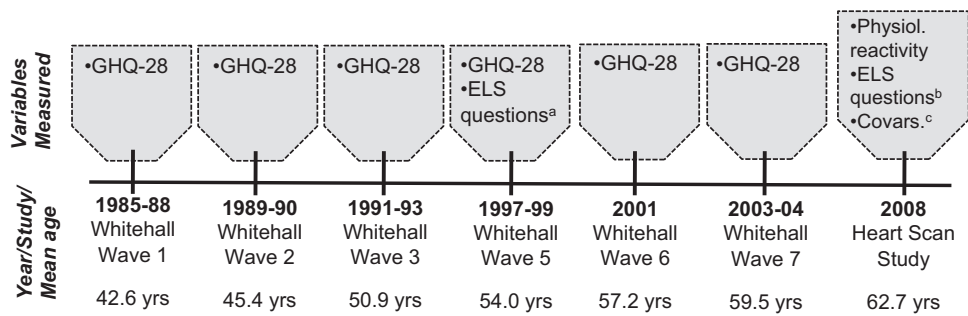 Variables
Measured
•GHQ-28
•GHQ-28
•GHQ-28
•GHQ-28
•ELS
questionsᵃ
•GHQ-28
•GHQ-28
•Physiol.
reactivity
•ELS
questionsᵇ
•Covars.ᶜ
Year/Study/
Mean age
1985-88
Whitehall
Wave 1
42.6 yrs
1989-90
Whitehall
Wave 2
45.4 yrs
1991-93
Whitehall
Wave 3
50.9 yrs
1997-99
Whitehall
Wave 5
54.0 yrs
2001
Whitehall
Wave 6
57.2 yrs
2003-04
Whitehall
Wave 7
59.5 yrs
2008
Heart Scan
Study
62.7 yrs